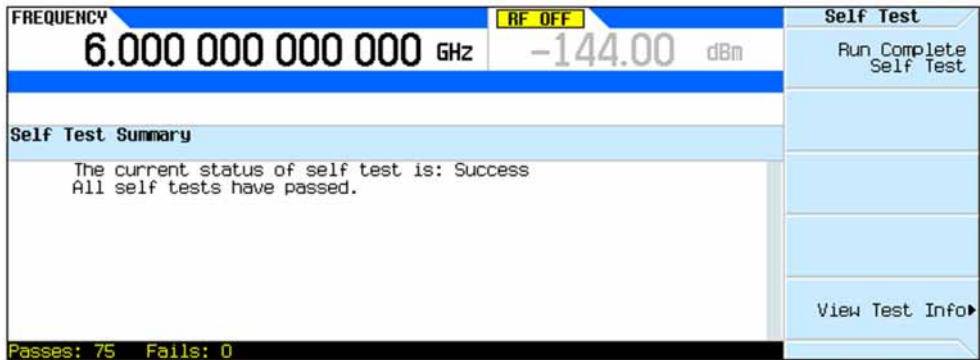 FREQUENCY
6.000 000 000 000 GHz
RF OFF
-144.00 dBm
Self Test
Run Complete
Self Test
Self Test Summary
The current status of self test is: Success
All self tests have passed.
View Test Info
Passes: 75 Fails: 0